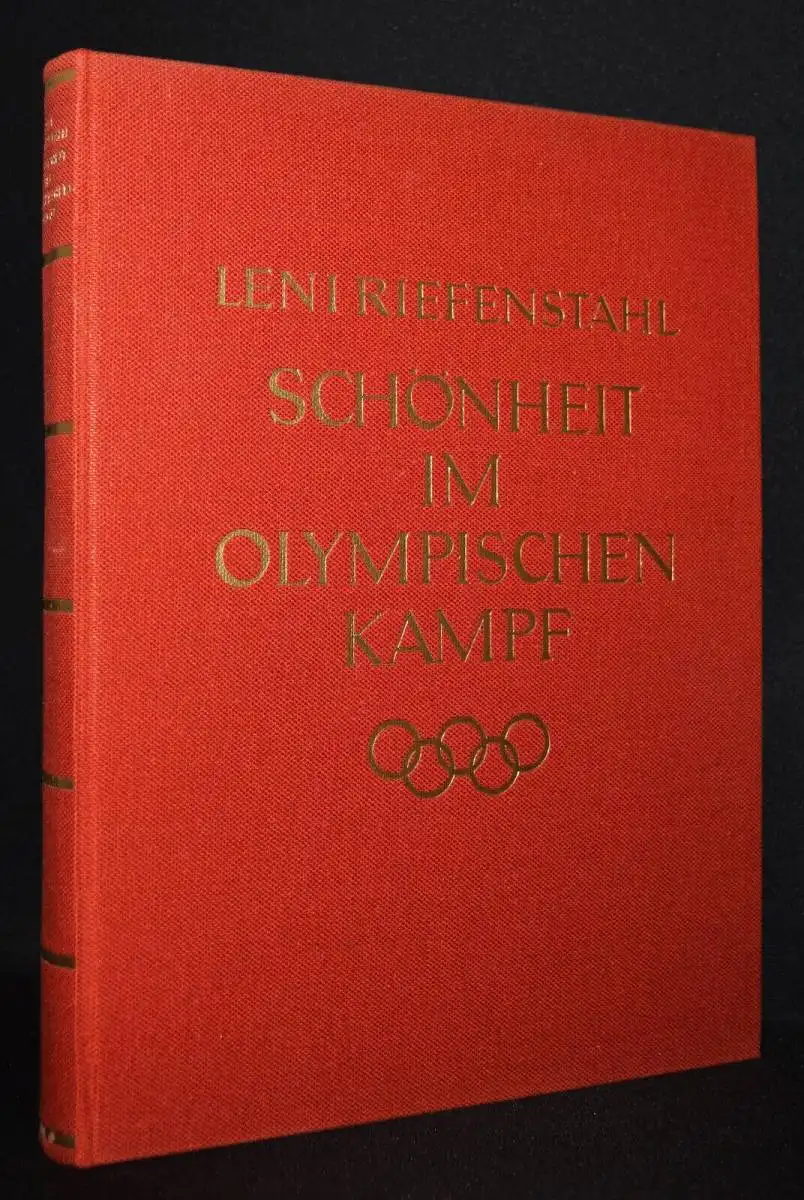 LENI RIEFENSTAHL
SCHÖNHEIT
IM
OLYMPISCHEN
KAMPF